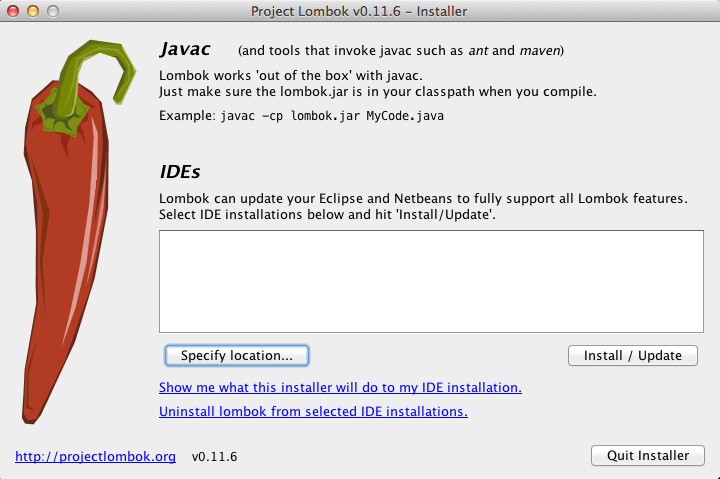 Project Lombok v0.11.6 - Installer
Javac (and tools that invoke javac such as ant and maven)
Lombok works 'out of the box' with javac.
Just make sure the lombok.jar is in your classpath when you compile.
Example: javac -cp lombok.jar MyCode.java
IDEs
Lombok can update your Eclipse and Netbeans to fully support all Lombok features.
Select IDE installations below and hit 'Install/Update'.
Specify location... Install / Update
Show me what this installer will do to my IDE installation.
Uninstall lombok from selected IDE installations.
http://projectlombok.org v0.11.6 Quit Installer